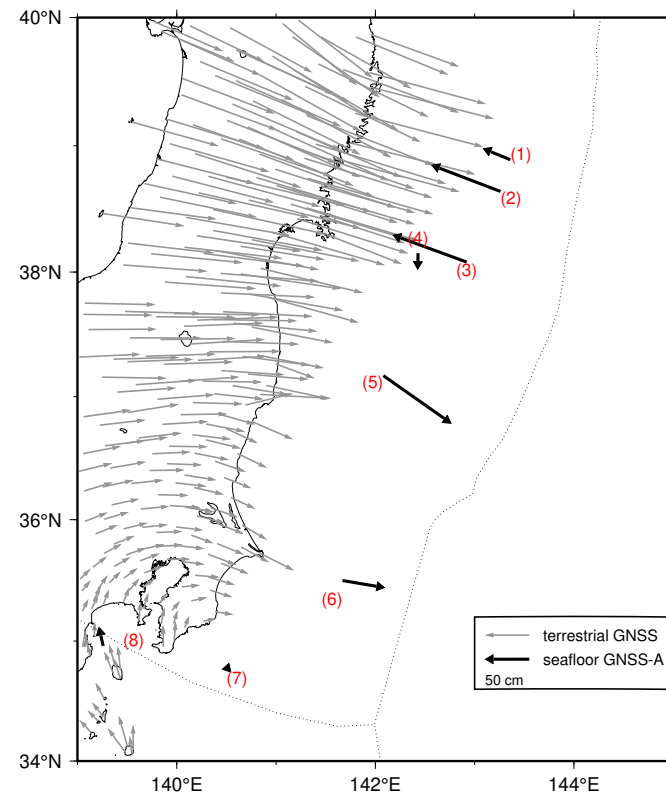 40°N
(1)
(2)
(4)
38°N
(3)
(5)
36°N
(6)
(8)
terrestrial GNSS
seafloor GNSS-A
(7)
50 cm
34°N
140°E
142°E
144°E